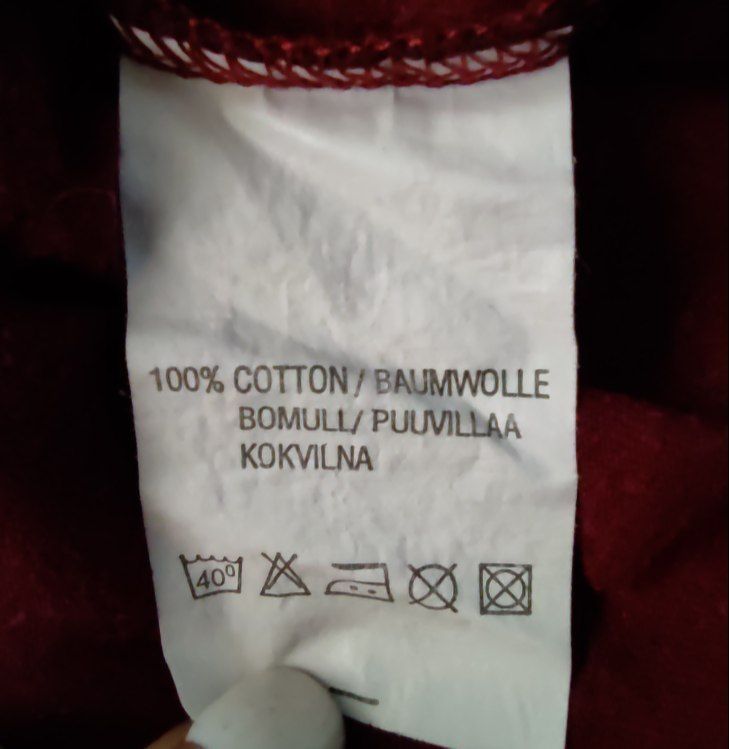 100% COTTON / BAUMWOLLE
BOMULL/ PUUVILLAA
KOKVILNA
40°